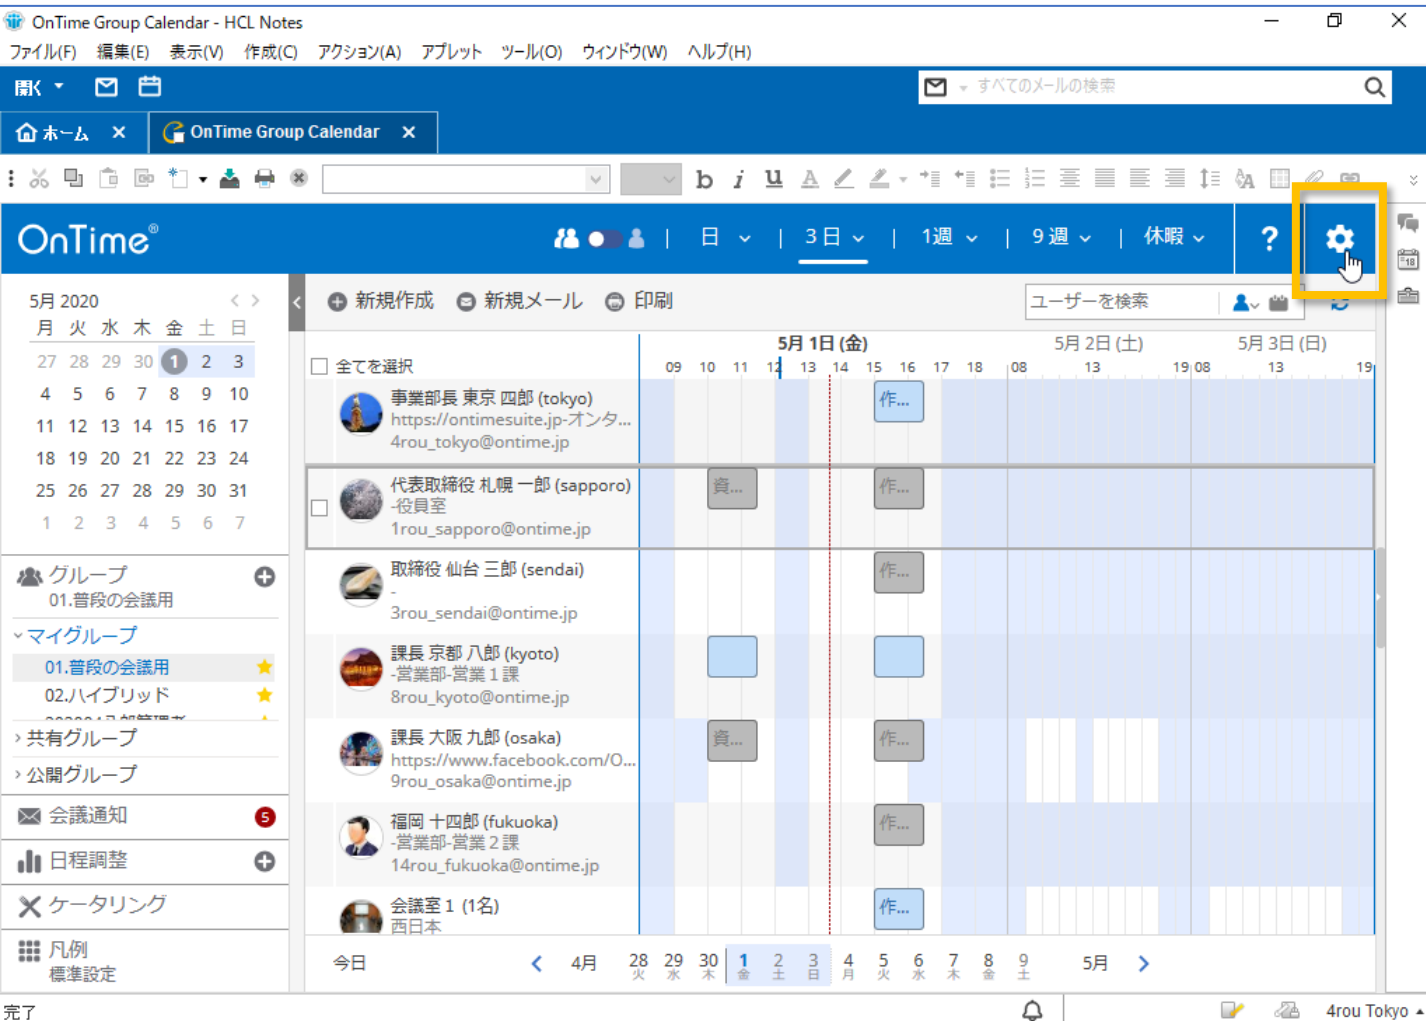 OnTime Group Calendar - HCL Notes
ファイル(F) 編集(E) 表示(V) 作成(C) アクション(A) アプレット ツール(O) ウィンドウ(W) ヘルプ(H)
開く すべてのメールの検索
ホーム OnTime Group Calendar
b i u A
OnTime® 日 3日 1週 9週 休暇 ?
5月 2020
月 火 水 木 金 土 日
27 28 29 30 1 2 3
4 5 6 7 8 9 10
11 12 13 14 15 16 17
18 19 20 21 22 23 24
25 26 27 28 29 30 31
1 2 3 4 5 6 7
グループ
01.普段の会議用
マイグループ
01.普段の会議用
02.ハイブリッド
共有グループ
公開グループ
会議通知 5
日程調整
ケータリング
凡例
標準設定
新規作成 新規メール 印刷 ユーザーを検索
5月 1日 (金) 5月 2日 (土) 5月 3日 (日)
全てを選択 09 10 11 12 13 14 15 16 17 18 08 13 19 08 13 19
事業部長 東京 四郎 (tokyo) 作...
https://ontimesuite.jp-オンタ...
4rou_tokyo@ontime.jp
代表取締役 札幌 一郎 (sapporo) 資... 作...
-役員室
1rou_sapporo@ontime.jp
取締役 仙台 三郎 (sendai) 作...
-
3rou_sendai@ontime.jp
課長 京都 八郎 (kyoto)
-営業部-営業１課
8rou_kyoto@ontime.jp
課長 大阪 九郎 (osaka) 資... 作...
https://www.facebook.com/O...
9rou_osaka@ontime.jp
福岡 十四郎 (fukuoka) 作...
-営業部-営業２課
14rou_fukuoka@ontime.jp
会議室１ (1名) 作...
西日本
今日 4月 28 29 30 1 2 3 4 5 6 7 8 9 5月
火 水 木 金 土 日 月 火 水 木 金 土
完了 4rou Tokyo